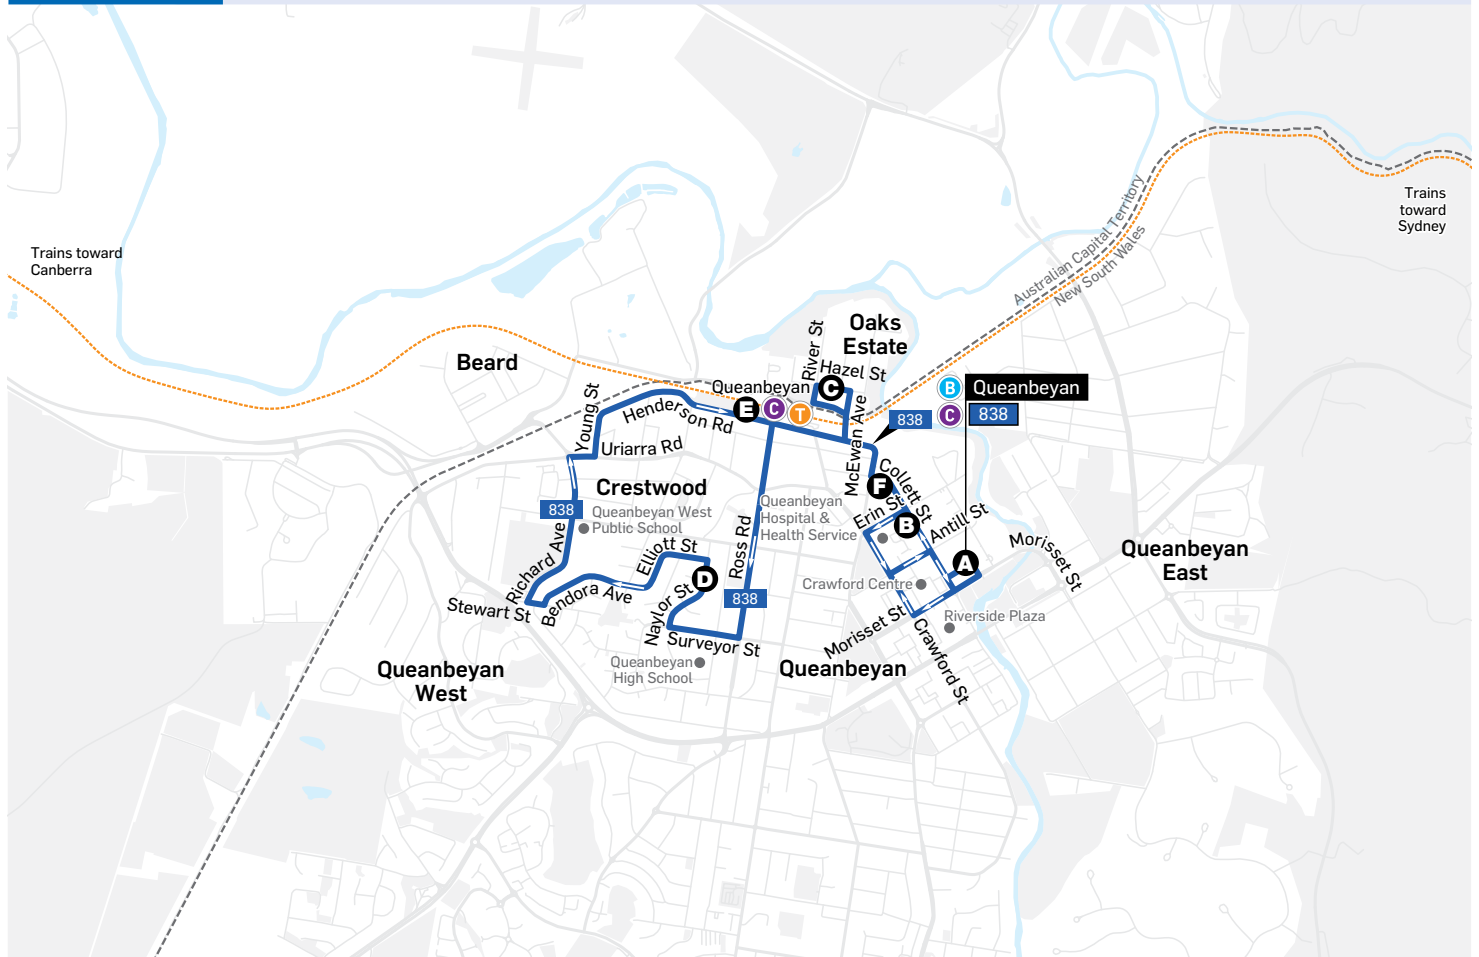 Trains toward
Canberra
Trains
toward
Sydney
Australian Capital Territory
New South Wales
Beard
Oaks
Estate
River St
Hazel St
Queanbeyan
C
E
C
T
B
Queanbeyan
C
838
838
Young St
Henderson Rd
Uriarra Rd
McEwan Ave
Collett St
F
Erin St
B
Antill St
Crestwood
838
Queanbeyan West
Public School
Queanbeyan
Hospital &
Health Service
Ross Rd
Richard Ave
Elliott St
D
A
Morisset St
Queanbeyan
East
Crawford Centre
Stewart St
Bendora Ave
Naylor St
838
Surveyor St
Morisset St
Riverside Plaza
Crawford St
Queanbeyan
High School
Queanbeyan
West
Queanbeyan